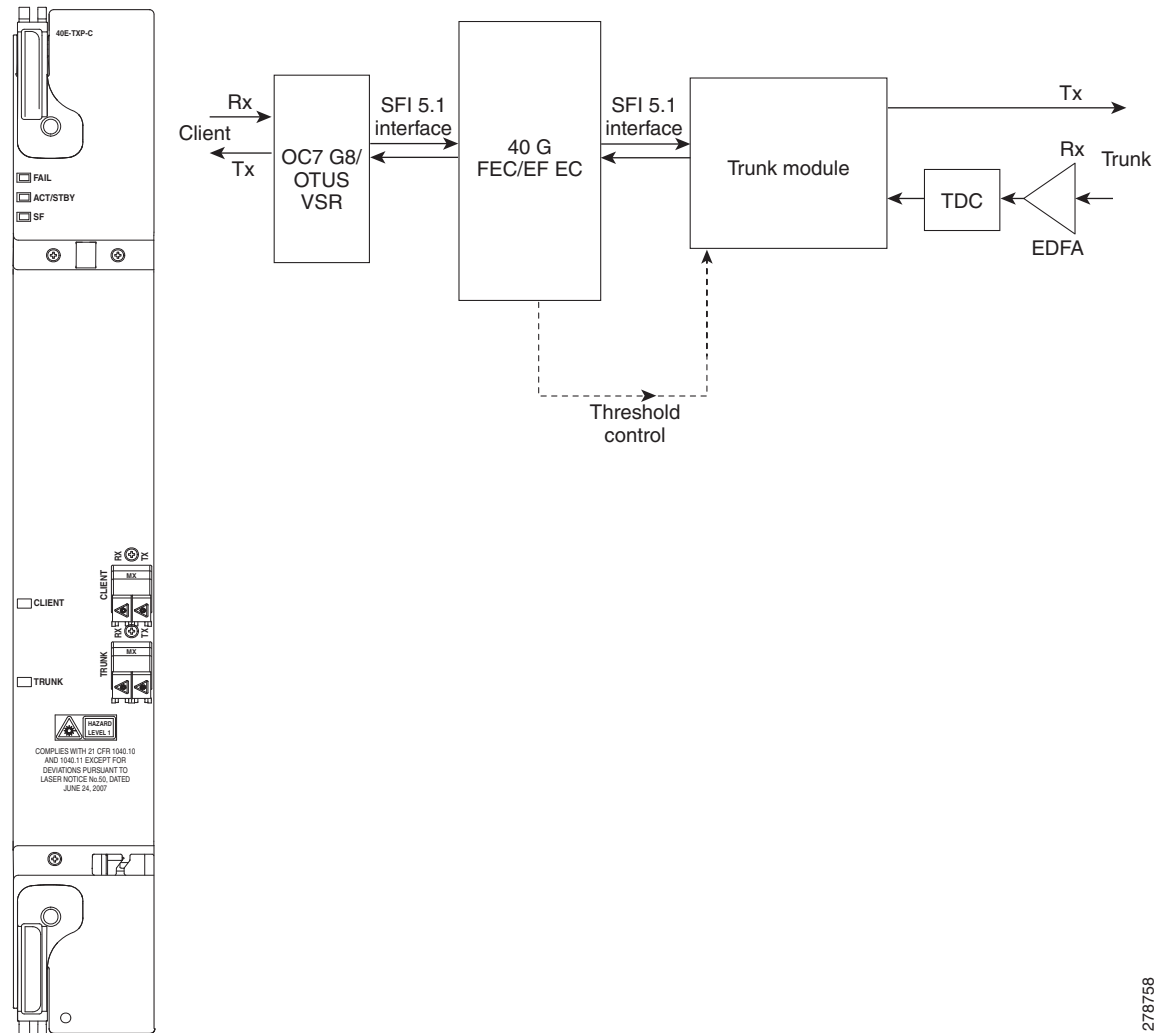 40E-TXP-C
FAIL
ACT/STBY
SF
RX
TX
CLIENT
MX
CLIENT
RX
TX
TRUNK
MX
TRUNK
HAZARD
LEVEL 1
COMPLIES WITH 21 CFR 1040.10
AND 1040.11 EXCEPT FOR
DEVIATIONS PURSUANT TO
LASER NOTICE No.50, DATED
JUNE 24, 2007
Rx
Client
Tx
OC7 G8/
OTUS
VSR
SFI 5.1
interface
40 G
FEC/EF EC
SFI 5.1
interface
Trunk module
Tx
Rx
Trunk
TDC
EDFA
Threshold
control
278758